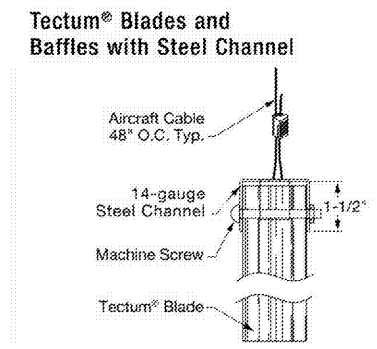 Tectum® Blades and
Baffles with Steel Channel
Aircraft Cable
48" O.C. Typ.
14-gauge
Steel Channel
1-1/2"
Machine Screw
Tectum® Blade